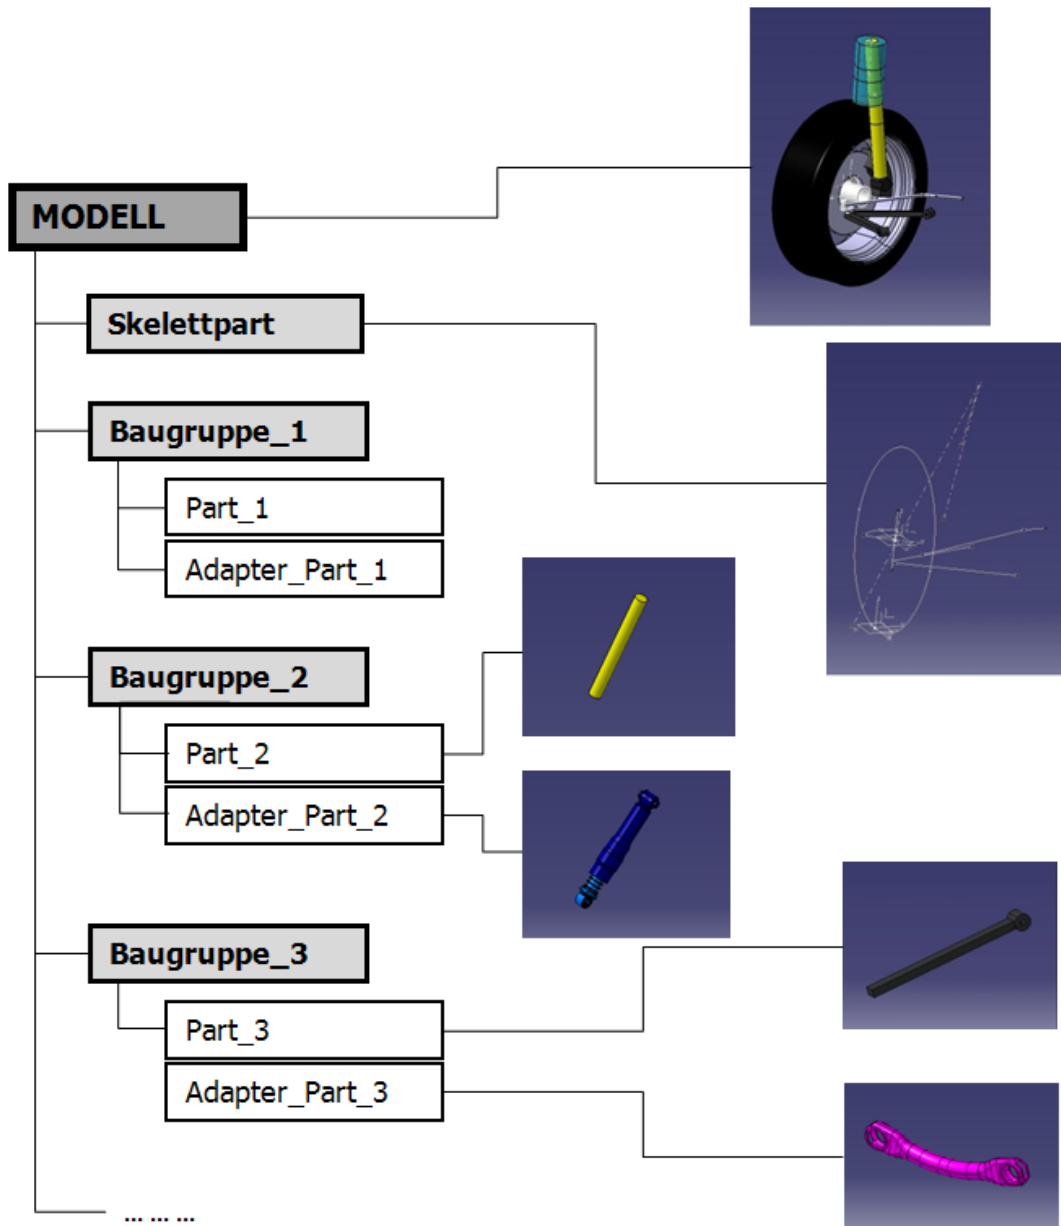 MODELL
Skelettpart
Baugruppe_1
Part_1
Adapter_Part_1
Baugruppe_2
Part_2
Adapter_Part_2
Baugruppe_3
Part_3
Adapter_Part_3
... ... ...